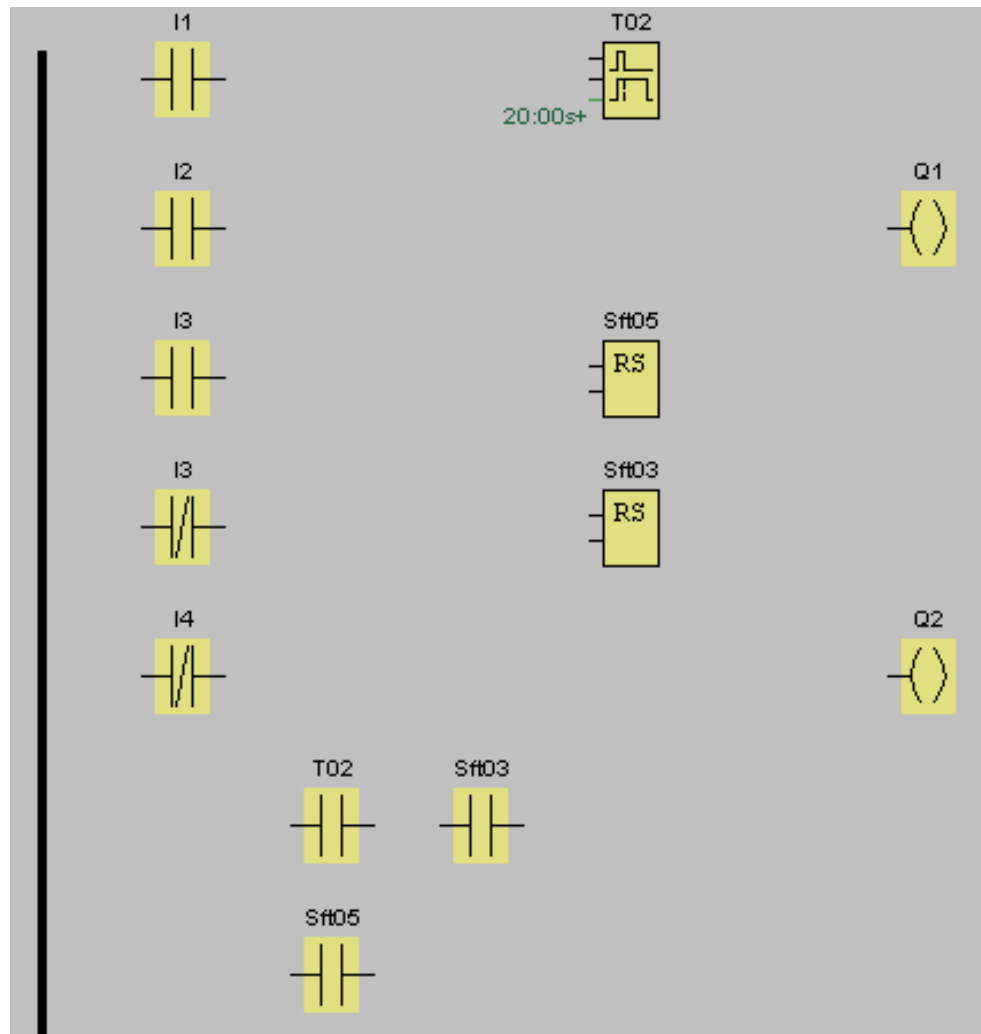 I1 T02
20:00s+
I2 Q1
I3 Sft05
RS
I3 Sft03
RS
I4 Q2
T02 Sft03
Sft05